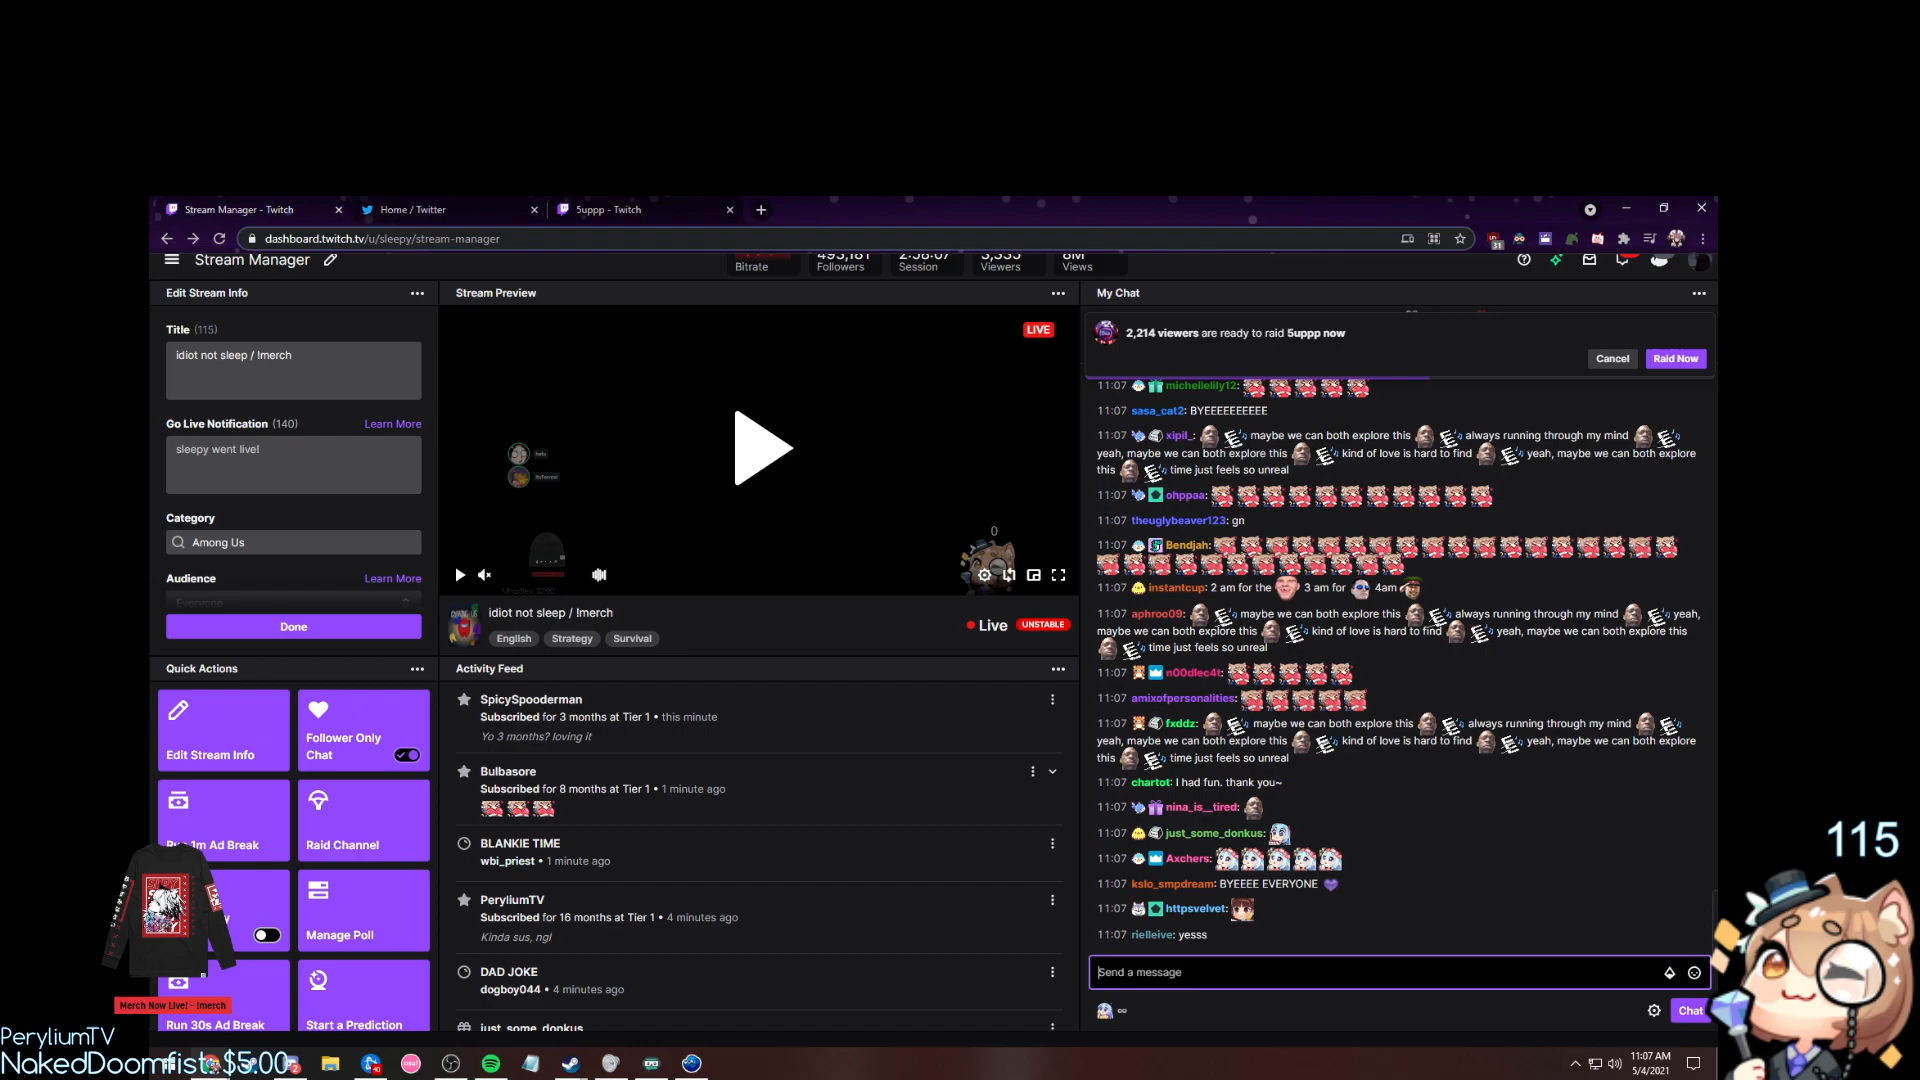 Stream Manager - Twitch
Home / Twitter
5uppp - Twitch
dashboard.twitch.tv/u/sleepy/stream-manager
31
Stream Manager
Bitrate
493,181
Followers
2:58:07
Session
3,335
Viewers
8M
Views
Edit Stream Info
Title (115)
idiot not sleep / !merch
Go Live Notification (140)
Learn More
sleepy went live!
Category
Among Us
Audience
Learn More
Everyone
Done
Quick Actions
Edit Stream Info
Follower Only
Chat
Run 1m Ad Break
Raid Channel
Manage Poll
Run 30s Ad Break
Start a Prediction
Stream Preview
LIVE
0
idiot not sleep / !merch
English
Strategy
Survival
Live
UNSTABLE
Activity Feed
SpicySpooderman
Subscribed for 3 months at Tier 1 • this minute
Yo 3 months? loving it
Bulbasore
Subscribed for 8 months at Tier 1 • 1 minute ago
BLANKIE TIME
wbi_priest • 1 minute ago
PeryliumTV
Subscribed for 16 months at Tier 1 • 4 minutes ago
Kinda sus, ngl
DAD JOKE
dogboy044 • 4 minutes ago
just_some_donkus
My Chat
2,214 viewers are ready to raid 5uppp now
Cancel
Raid Now
11:07 michellelily12:
11:07 sasa_cat2: BYEEEEEEEEEE
11:07 xipil_: maybe we can both explore this always running through my mind
yeah, maybe we can both explore this kind of love is hard to find yeah, maybe we can both explore
this time just feels so unreal
11:07 ohppaa:
11:07 theuglybeaver123: gn
11:07 Bendjah:
11:07 instantcup: 2 am for the 3 am for 4am
11:07 aphroo09: maybe we can both explore this always running through my mind yeah,
maybe we can both explore this kind of love is hard to find yeah, maybe we can both explore this
time just feels so unreal
11:07 n00dlec4t:
amixofpersonalities:
11:07 fxddz: maybe we can both explore this always running through my mind
yeah, maybe we can both explore this kind of love is hard to find yeah, maybe we can both explore
this time just feels so unreal
11:07 chartot: I had fun. thank you~
11:07 nina_is__tired:
11:07 just_some_donkus:
11:07 Axchers:
11:07 kslo_smpdream: BYEEEE EVERYONE
11:07 httpsvelvet:
11:07 rielleive: yesss
Send a message
Chat
115
Merch Now Live! - !merch
PeryliumTV
NakedDoomfist: $5.00
11:07 AM
5/4/2021